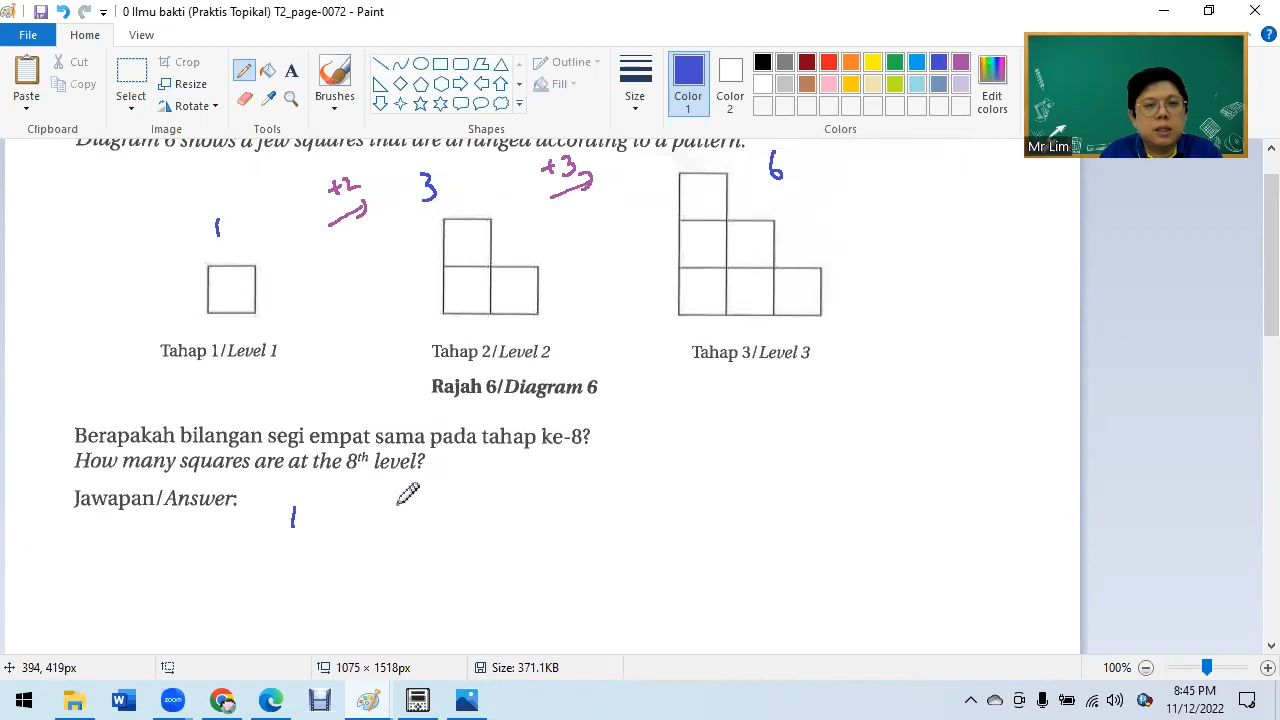 0 Ilmu bakti (Praktis Topikal) T2_page-0072 - Paint
File
Home
View
Paste
Cut
Copy
Clipboard
Select
Crop
Resize
Rotate
Image
A
Tools
Brushes
Outline
Fill
Shapes
Size
Color 1
Color 2
Colors
Edit colors
Mr Lim
Diagram 6 shows a few squares that are arranged according to a pattern.
1
+2
3
+3
6
Tahap 1/Level 1
Tahap 2/Level 2
Tahap 3/Level 3
Rajah 6/Diagram 6
Berapakah bilangan segi empat sama pada tahap ke-8?
How many squares are at the 8th level?
Jawapan/Answer:
1
394, 419px
1075 × 1518px
Size: 371.1KB
100%
zoom
8:45 PM
11/12/2022